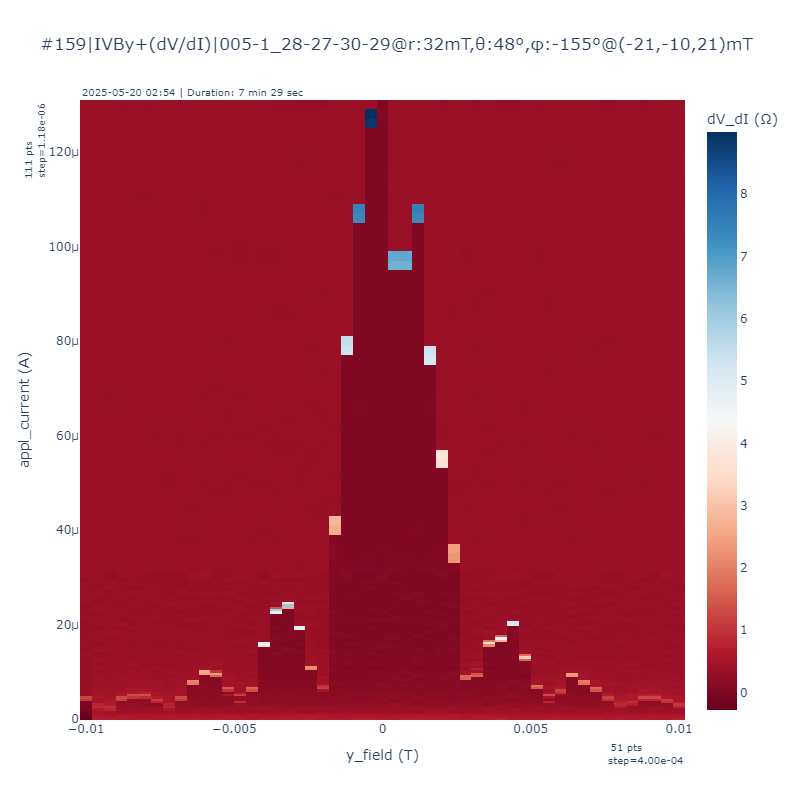 #159|IVBy+(dV/dI)|005-1_28-27-30-29@r:32mT,θ:48°,φ:-155°@(-21,-10,21)mT
2025-05-20 02:54 | Duration: 7 min 29 sec
111 pts
step=1.18e-06
dV_dI (Ω)
120μ
100μ
80μ
60μ
40μ
20μ
0
appl_current (A)
8
7
6
5
4
3
2
1
0
−0.01
−0.005
0
0.005
0.01
y_field (T)
51 pts
step=4.00e-04